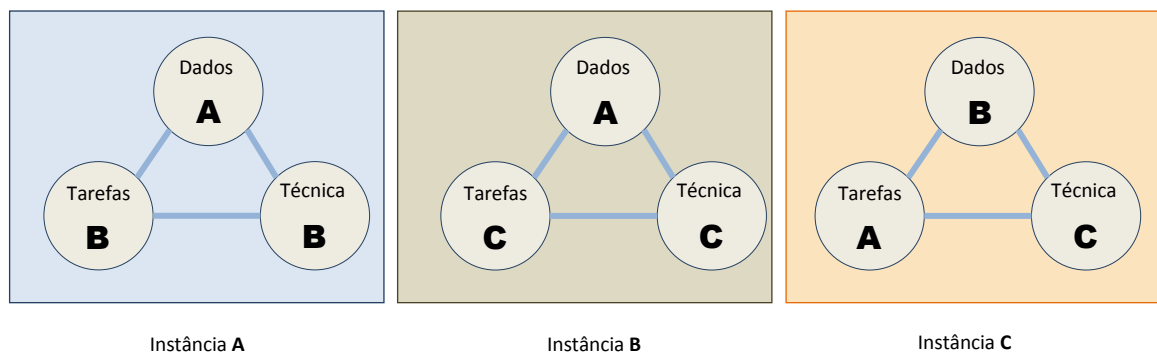 Dados
A
Tarefas
B
Técnica
B
Instância A
Dados
A
Tarefas
C
Técnica
C
Instância B
Dados
B
Tarefas
A
Técnica
C
Instância C